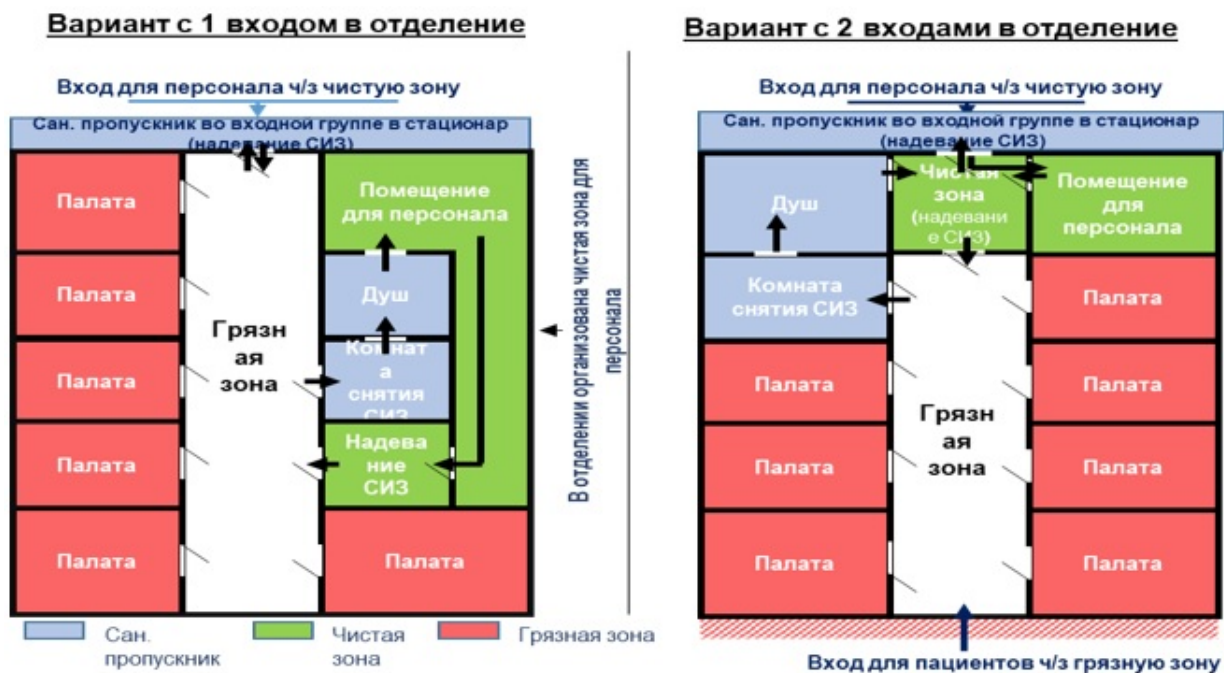 Вариант с 1 входом в отделение
Вход для персонала ч/з чистую зону
Сан. пропускник во входной группе в стационар
(надевание СИЗ)
Палата
Палата
Палата
Палата
Палата
Грязн
ая
зона
Помещение
для персонала
Душ
Комнат
а
снятия
СИЗ
Надева
ние
СИЗ
Палата
В отделении организована чистая зона для
персонала
Сан.
пропускник
Чистая
зона
Грязная зона
Вариант с 2 входами в отделение
Вход для персонала ч/з чистую зону
Сан. пропускник во входной группе в стационар
(надевание СИЗ)
Душ
Чистая
зона
(надевани
е СИЗ)
Помещение
для
персонала
Комната
снятия СИЗ
Палата
Палата
Палата
Палата
Грязн
ая
зона
Палата
Палата
Палата
Вход для пациентов ч/з грязную зону